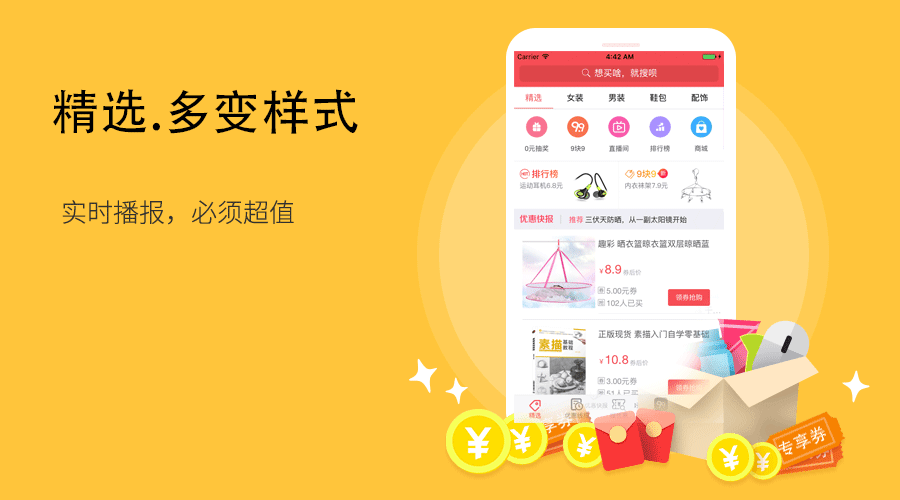 精选.多变样式
实时播报，必须超值
Carrier 4:42 AM
想买啥，就搜呗
精选 女装 男装 鞋包 配饰
9.9
0元抽奖 9块9 直播间 排行榜 商城
HOT 排行榜
运动耳机6.8元
9块9
内衣袜架7.9元
优惠快报 推荐 三伏天防晒，从一副太阳镜开始
趣彩 晒衣篮晾衣篮双层晾晒蓝
¥8.9 券后价
5.00元券
102人已买
领券抢购
正版现货 素描入门自学零基础
素描 基础教程
¥10.8 券后价
3.00元券
51人已买
领券抢购
精选 优惠快报
专享券
¥ ¥ ¥ ¥ ¥